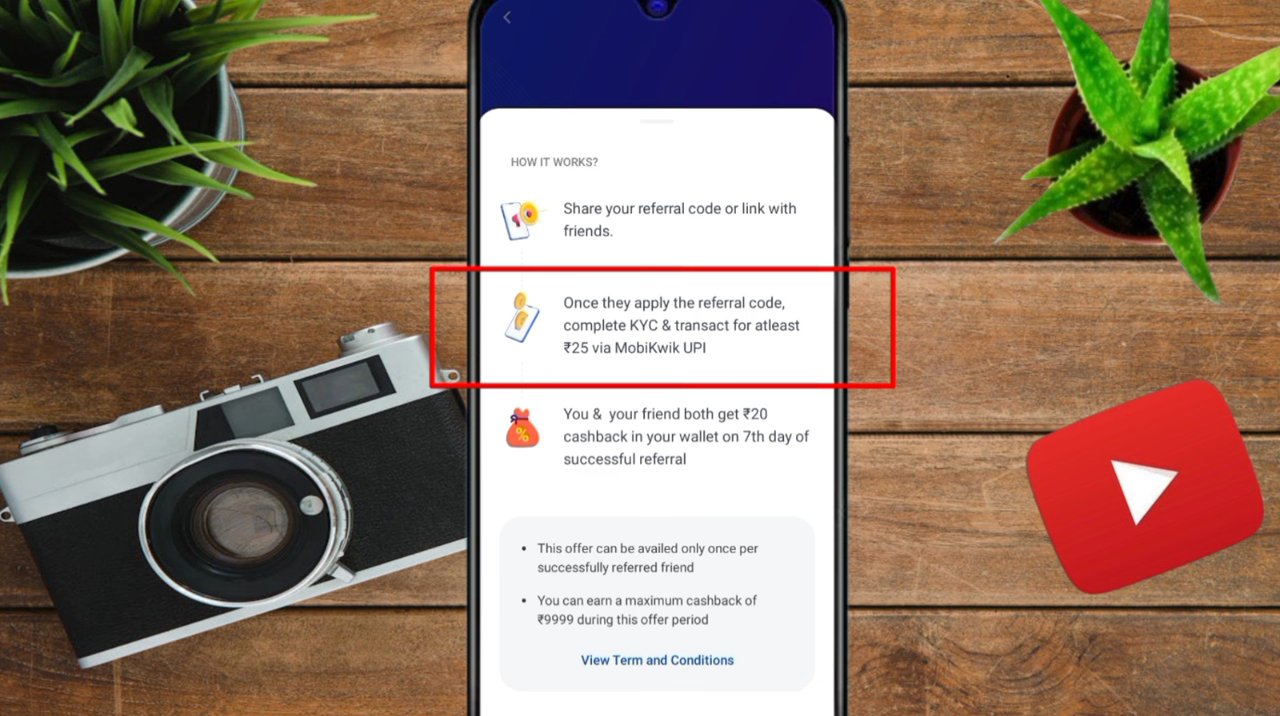 HOW IT WORKS?
Share your referral code or link with
friends.
Once they apply the referral code,
complete KYC & transact for atleast
₹25 via MobiKwik UPI
You & your friend both get ₹20
cashback in your wallet on 7th day of
successful referral
• This offer can be availed only once per
successfully referred friend
• You can earn a maximum cashback of
₹9999 during this offer period
View Term and Conditions